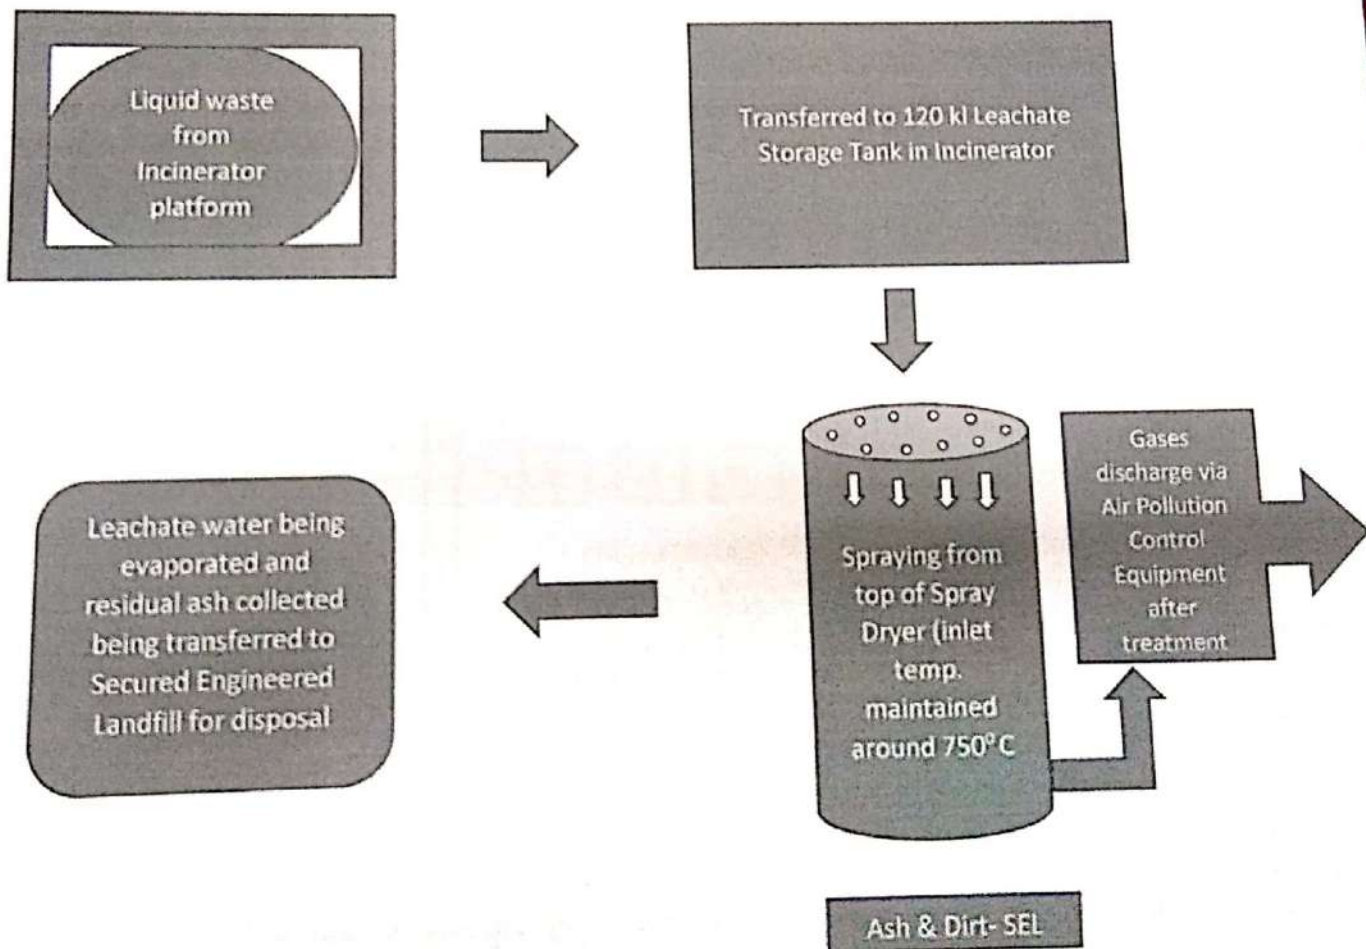 Liquid waste
from
Incinerator
platform
Transferred to 120 kl Leachate
Storage Tank in Incinerator
Spraying from
top of Spray
Dryer (inlet
temp.
maintained
around 750°C
Gases
discharge via
Air Pollution
Control
Equipment
after
treatment
Leachate water being
evaporated and
residual ash collected
being transferred to
Secured Engineered
Landfill for disposal
Ash & Dirt- SEL